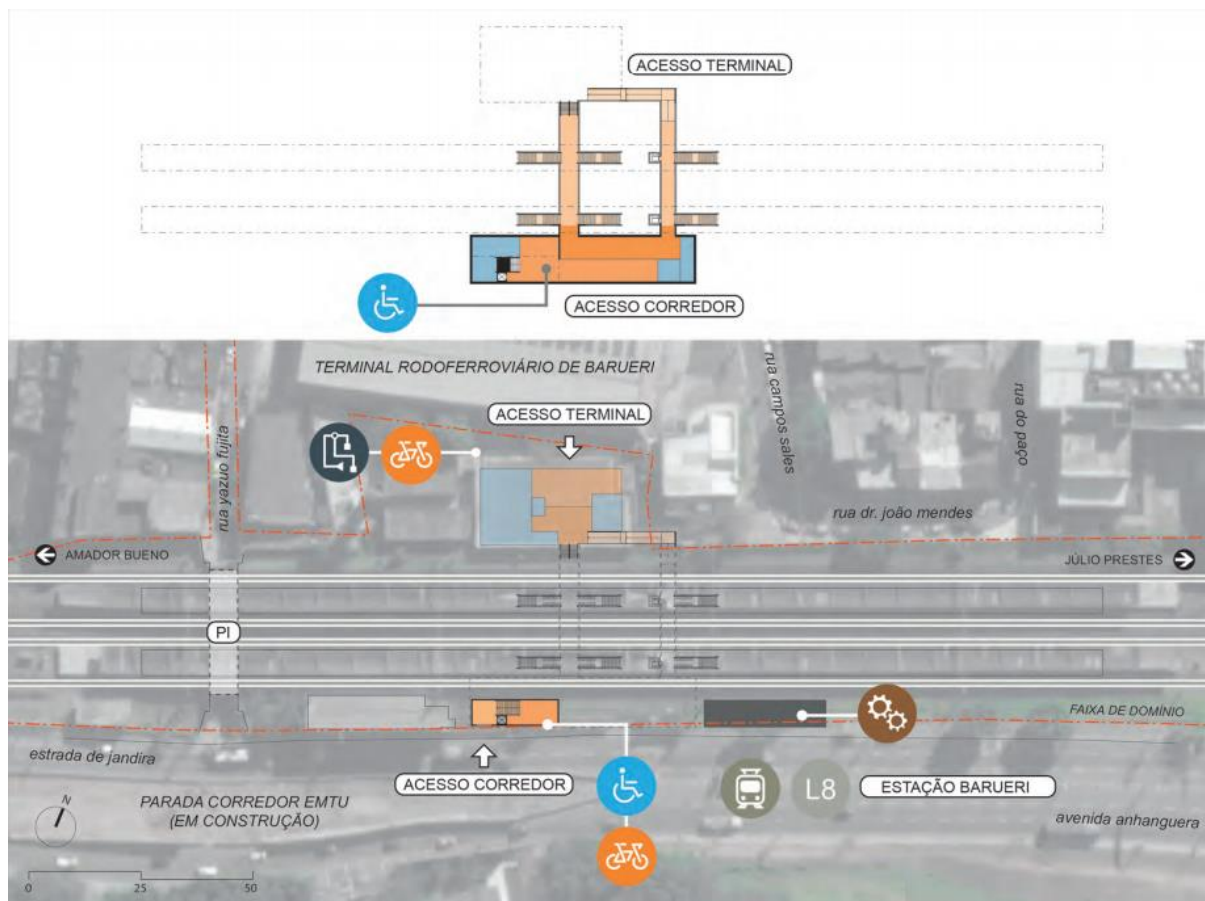 ACESSO TERMINAL
ACESSO CORREDOR
TERMINAL RODOFERROVIÁRIO DE BARUERI
ACESSO TERMINAL
rua yazuo fujita
rua campos sales
rua do paço
rua dr. joão mendes
AMADOR BUENO
JÚLIO PRESTES
PI
FAIXA DE DOMÍNIO
estrada de jandira
ACESSO CORREDOR
L8
ESTAÇÃO BARUERI
PARADA CORREDOR EMTU
(EM CONSTRUÇÃO)
avenida anhanguera
N
0 25 50